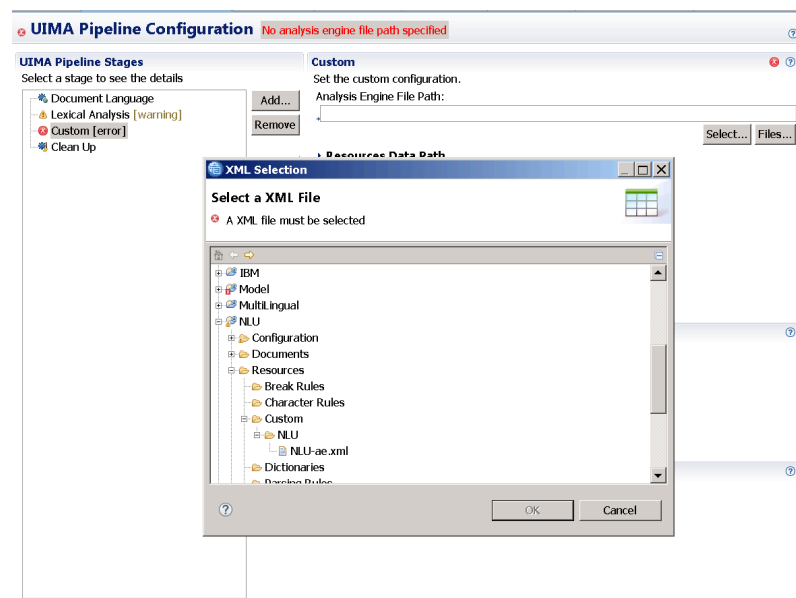 UIMA Pipeline Configuration No analysis engine file path specified
UIMA Pipeline Stages
Select a stage to see the details
Document Language
Lexical Analysis [warning]
Custom [error]
Clean Up
Add...
Remove
Custom
Set the custom configuration.
Analysis Engine File Path:
*
Select... Files...
Resources Data Path
XML Selection
Select a XML File
A XML file must be selected
IBM
Model
MultiLingual
NLU
Configuration
Documents
Resources
Break Rules
Character Rules
Custom
NLU
NLU-ae.xml
Dictionaries
Parsing Rules
OK Cancel